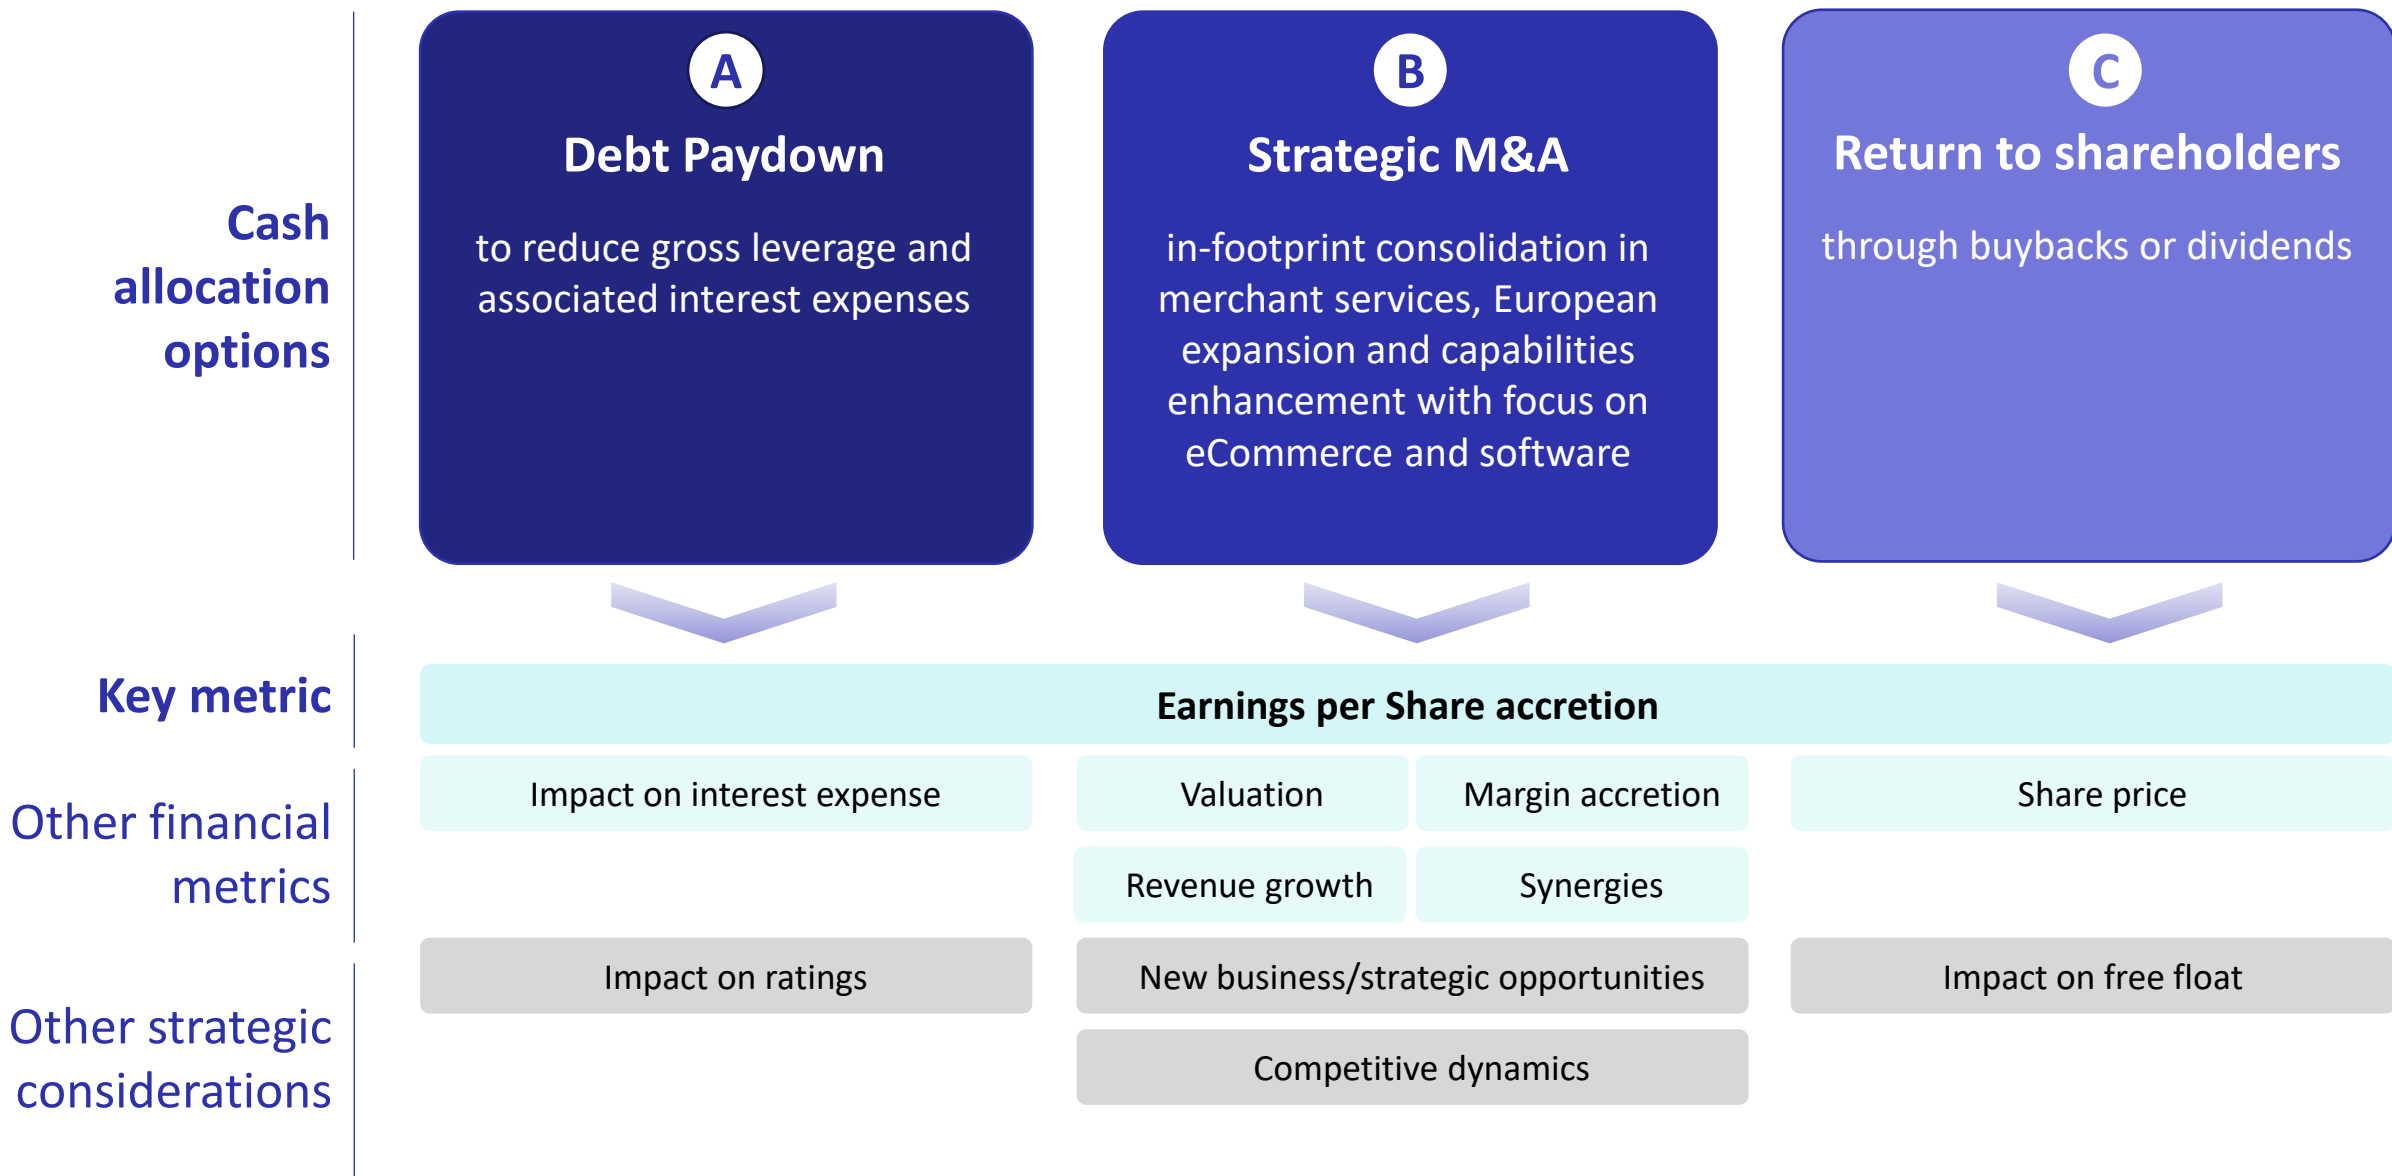 Cash
allocation
options
A
Debt Paydown
to reduce gross leverage and
associated interest expenses
B
Strategic M&A
in-footprint consolidation in
merchant services, European
expansion and capabilities
enhancement with focus on
eCommerce and software
C
Return to shareholders
through buybacks or dividends
Key metric
Earnings per Share accretion
Other financial
metrics
Impact on interest expense
Valuation
Margin accretion
Share price
Revenue growth
Synergies
Other strategic
considerations
Impact on ratings
New business/strategic opportunities
Impact on free float
Competitive dynamics